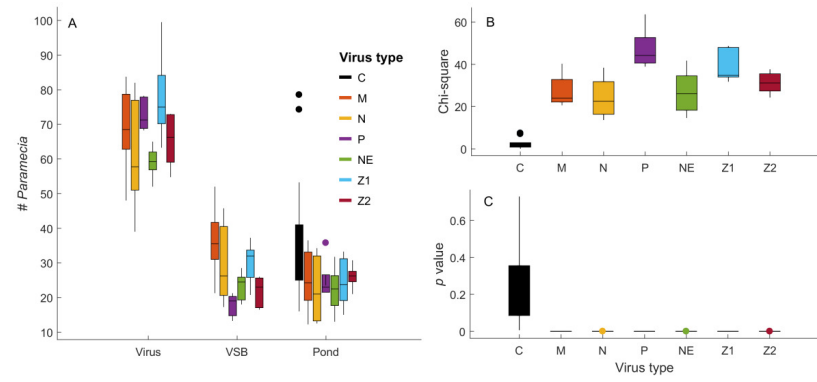 A
# Paramecia
100
90
80
70
60
50
40
30
20
10
Virus VSB Pond
Virus type
C
M
N
P
NE
Z1
Z2
B
Chi-square
60
40
20
0
C M N P NE Z1 Z2
C
p value
0.6
0.4
0.2
0
C M N P NE Z1 Z2
Virus type